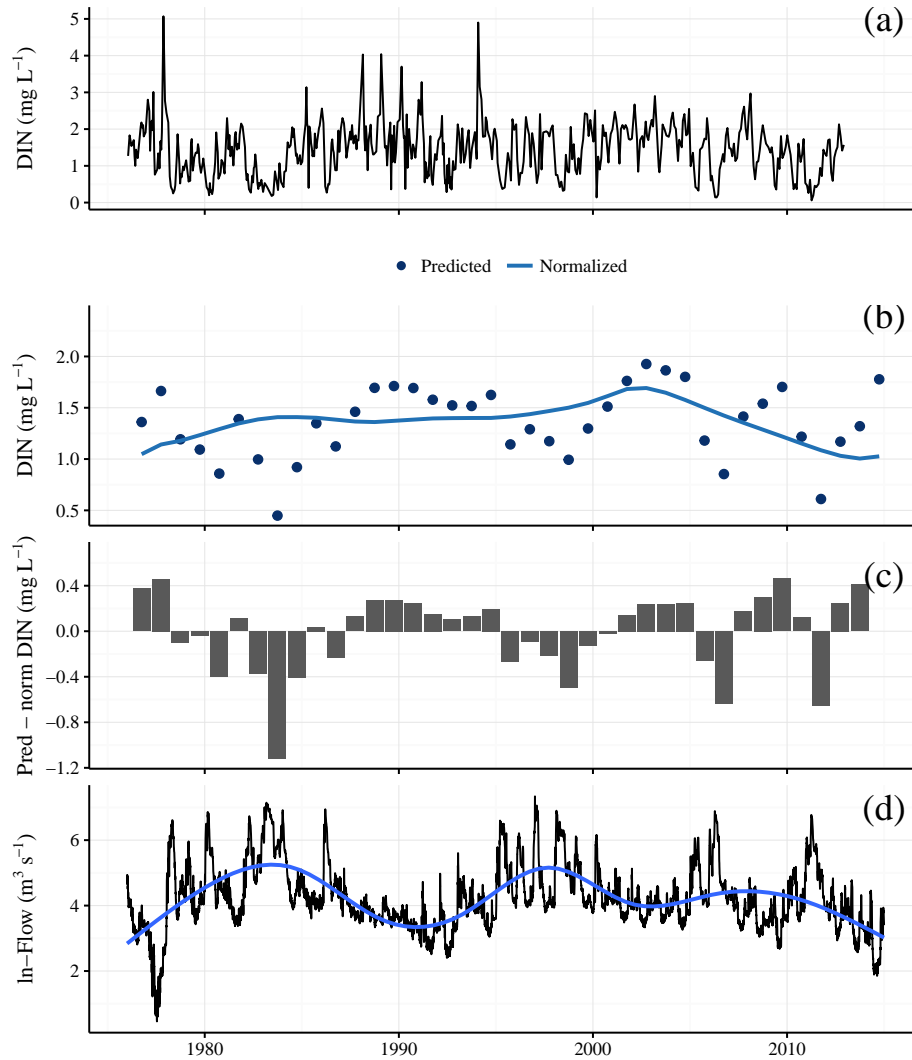 (a)
DIN (mg L⁻¹)
5
4
3
2
1
0
Predicted Normalized
(b)
DIN (mg L⁻¹)
2.0
1.5
1.0
0.5
(c)
Pred − norm DIN (mg L⁻¹)
0.4
0.0
−0.4
−0.8
−1.2
(d)
ln−Flow (m³ s⁻¹)
6
4
2
1980 1990 2000 2010